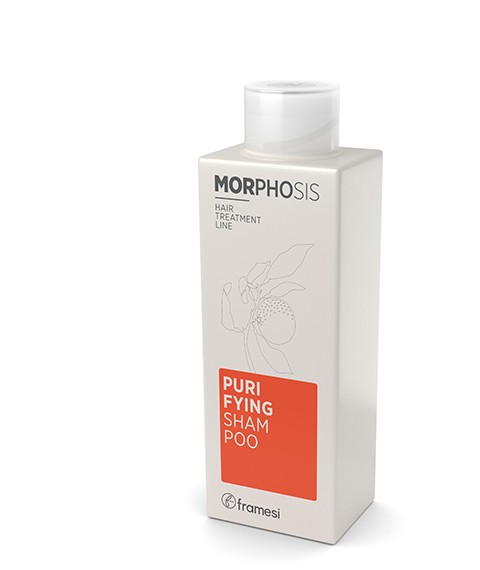 MORPHOSIS
HAIR
TREATMENT
LINE
PURI
FYING
SHAM
POO
framesi